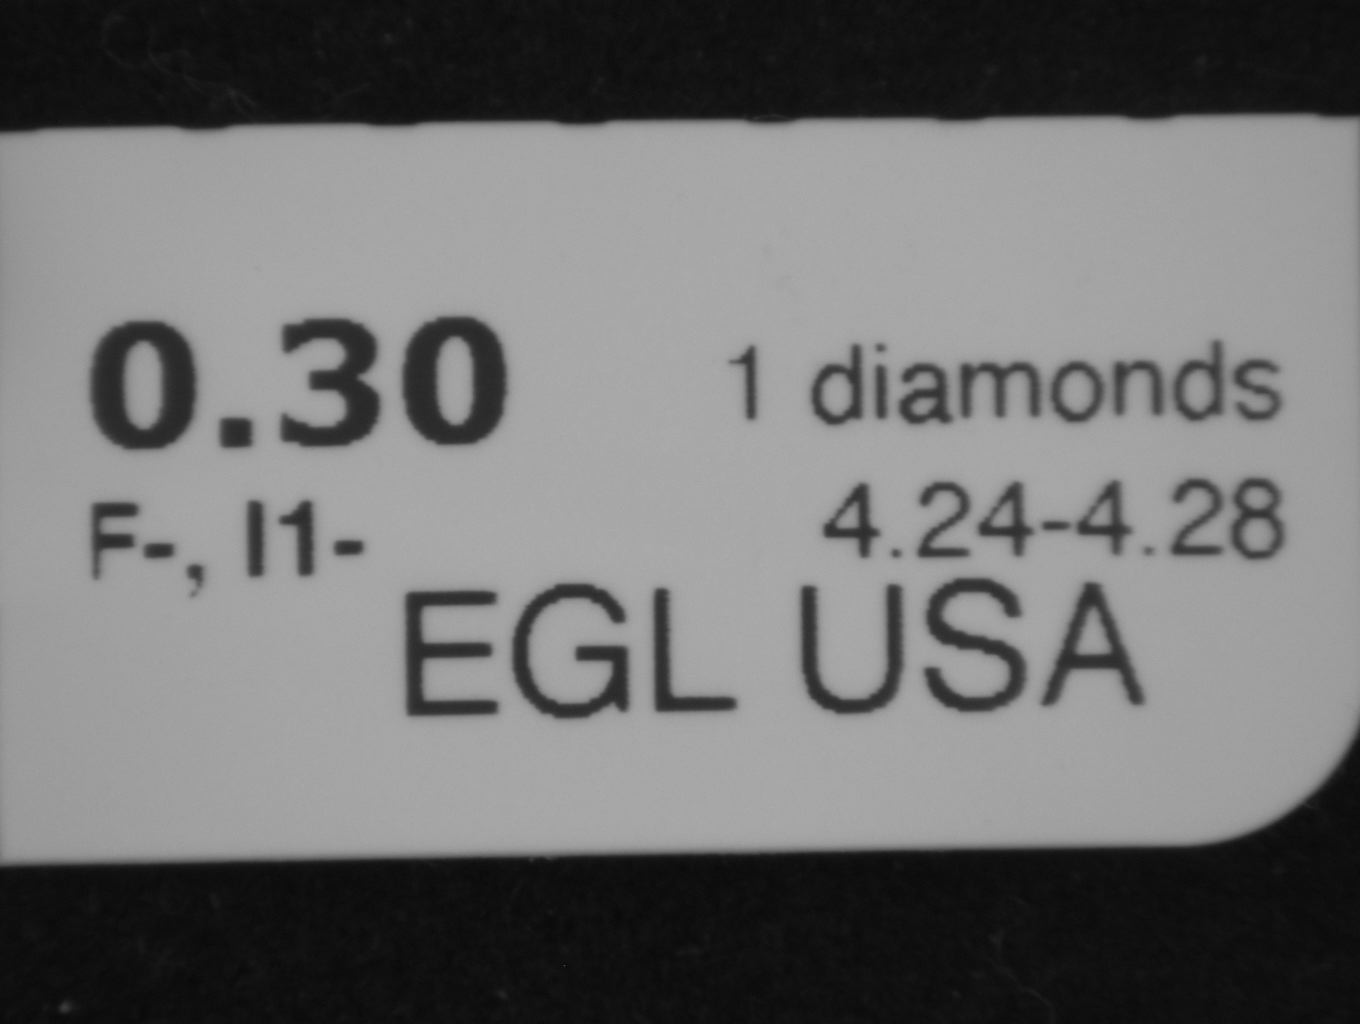 0.30 1 diamonds
F-, I1- 4.24-4.28
EGL USA